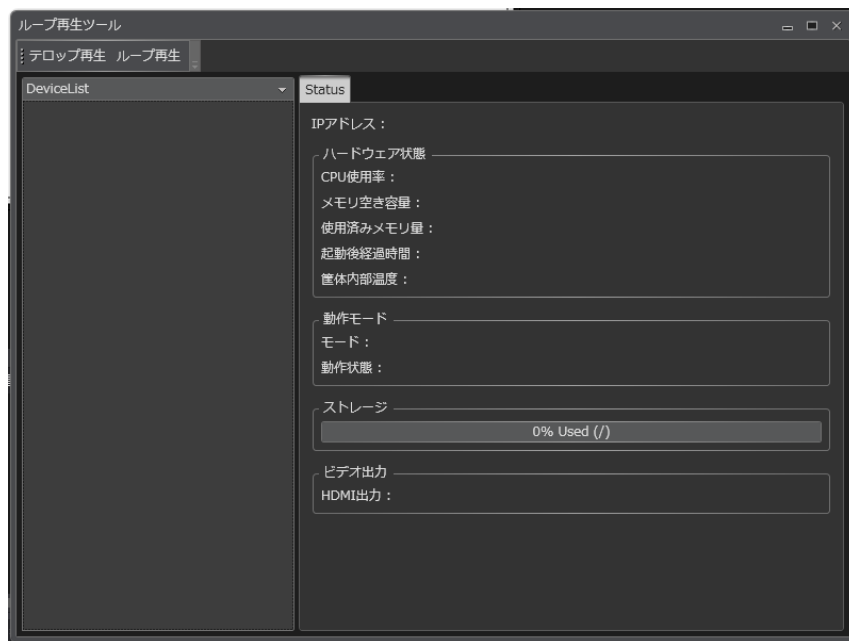 ループ再生ツール
テロップ再生 ループ再生
DeviceList
Status
IPアドレス：
ハードウェア状態
CPU使用率：
メモリ空き容量：
使用済みメモリ量：
起動後経過時間：
筐体内部温度：
動作モード
モード：
動作状態：
ストレージ
0% Used (/)
ビデオ出力
HDMI出力：